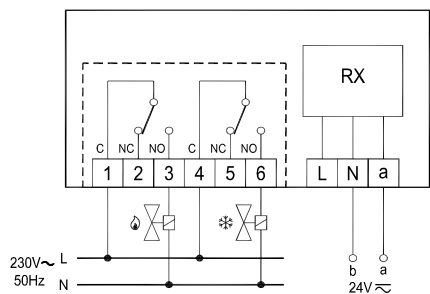 RX
C NC NO C NC NO
1 2 3 4 5 6 L N a
230V~ L
50Hz N
b a
24V ⎓